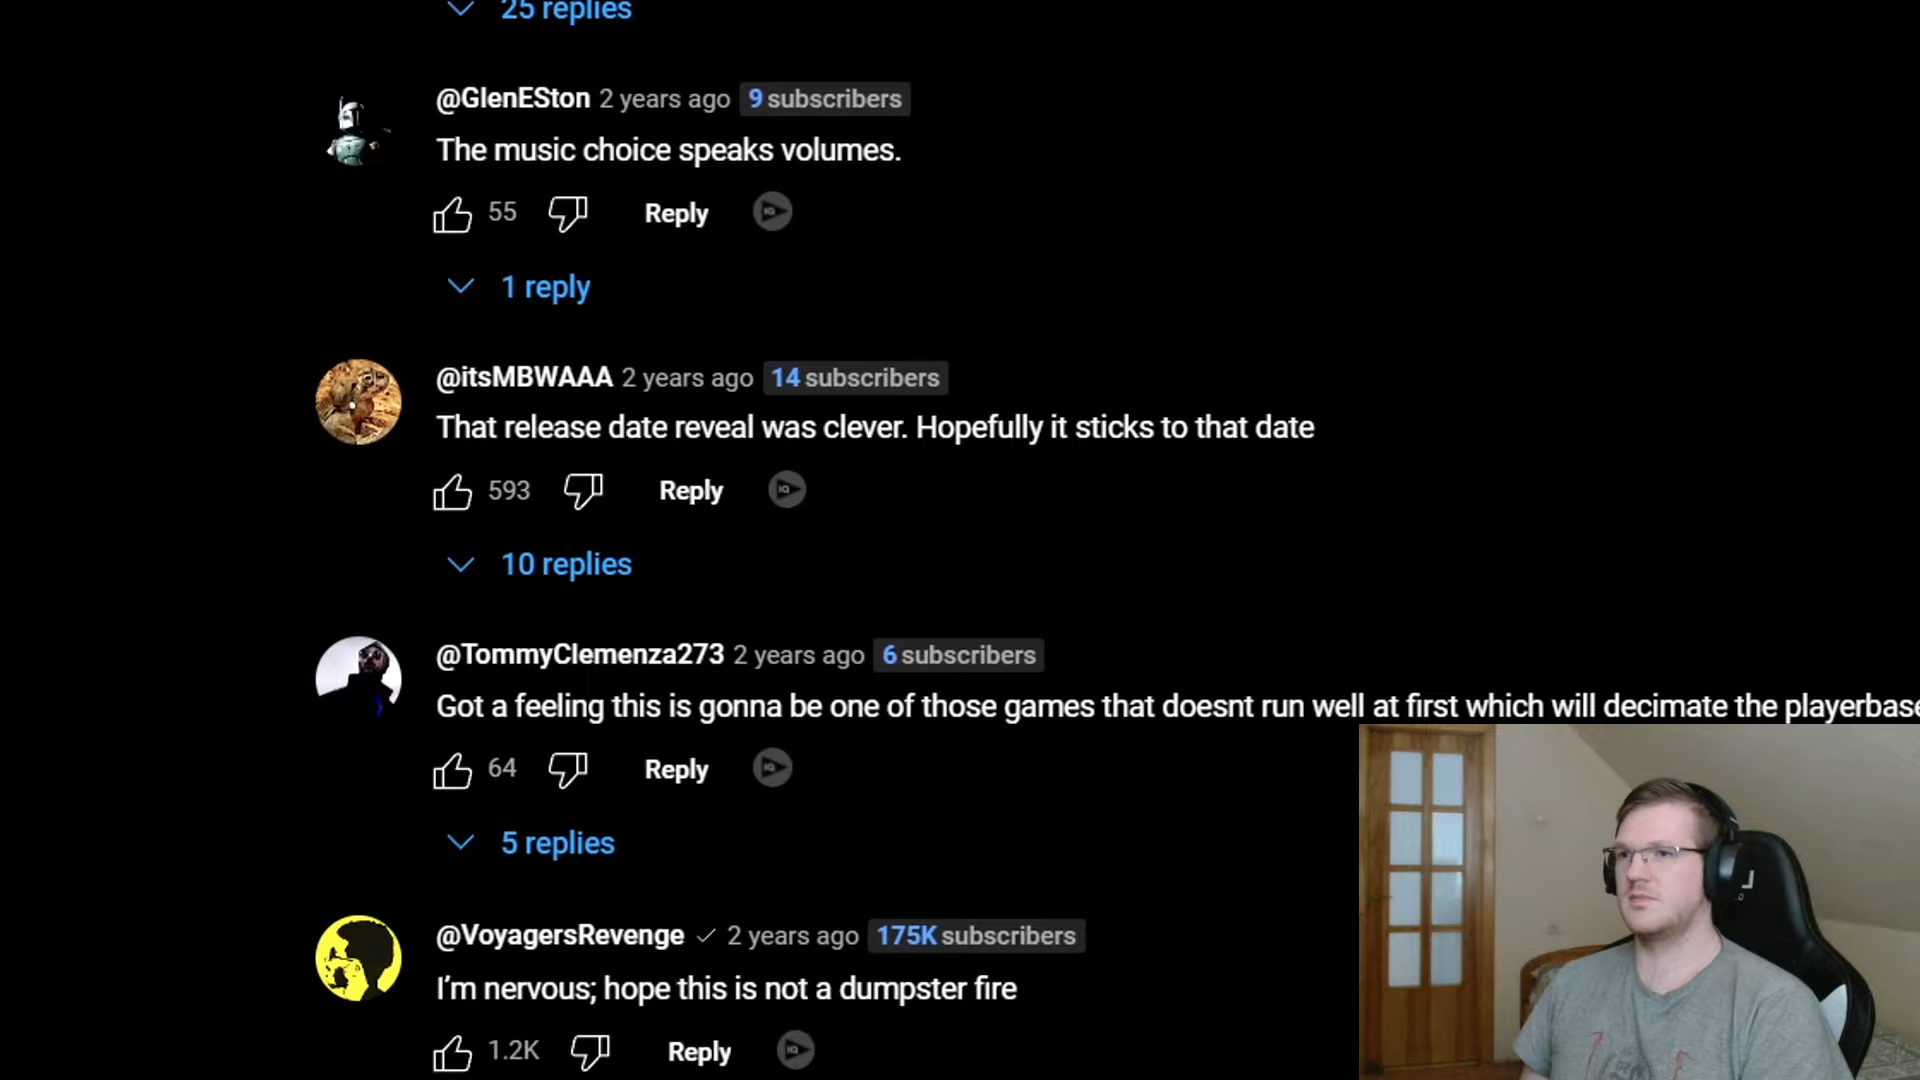 25 replies
@GlenESton 2 years ago 9 subscribers
The music choice speaks volumes.
55 Reply
1 reply
@itsMBWAAA 2 years ago 14 subscribers
That release date reveal was clever. Hopefully it sticks to that date
593 Reply
10 replies
@TommyClemenza273 2 years ago 6 subscribers
Got a feeling this is gonna be one of those games that doesnt run well at first which will decimate the playerbase
64 Reply
5 replies
@VoyagersRevenge 2 years ago 175K subscribers
I'm nervous; hope this is not a dumpster fire
1.2K Reply